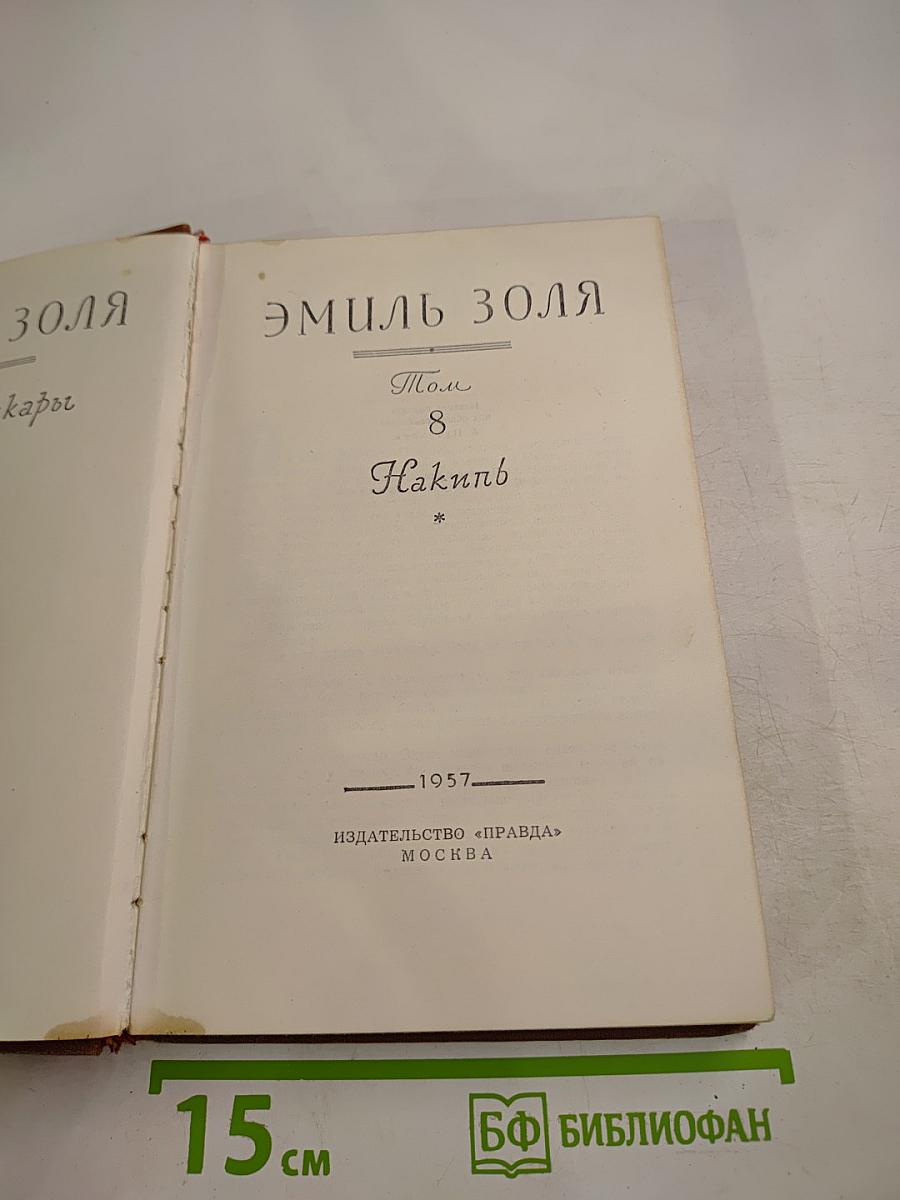 ЗОЛЯ
кары
ЭМИЛЬ ЗОЛЯ
Том
8
Накипь
*
1957
ИЗДАТЕЛЬСТВО «ПРАВДА»
МОСКВА
15 см
БФ БИБЛИОФАН